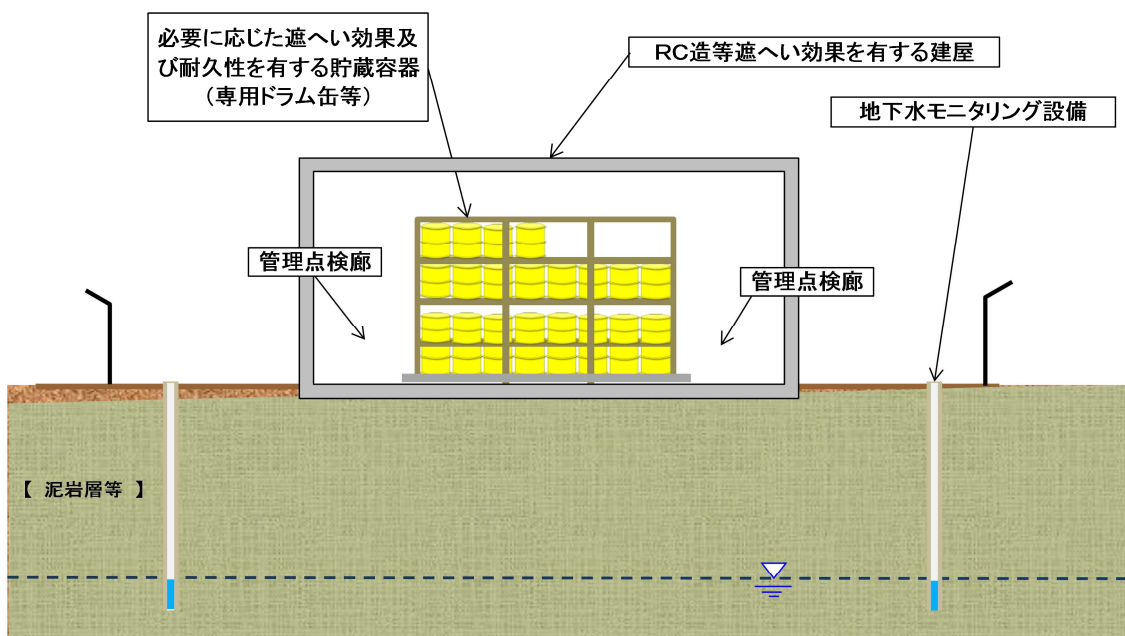 必要に応じた遮へい効果及
び耐久性を有する貯蔵容器
（専用ドラム缶等）
RC造等遮へい効果を有する建屋
地下水モニタリング設備
管理点検廊
管理点検廊
【 泥岩層等 】